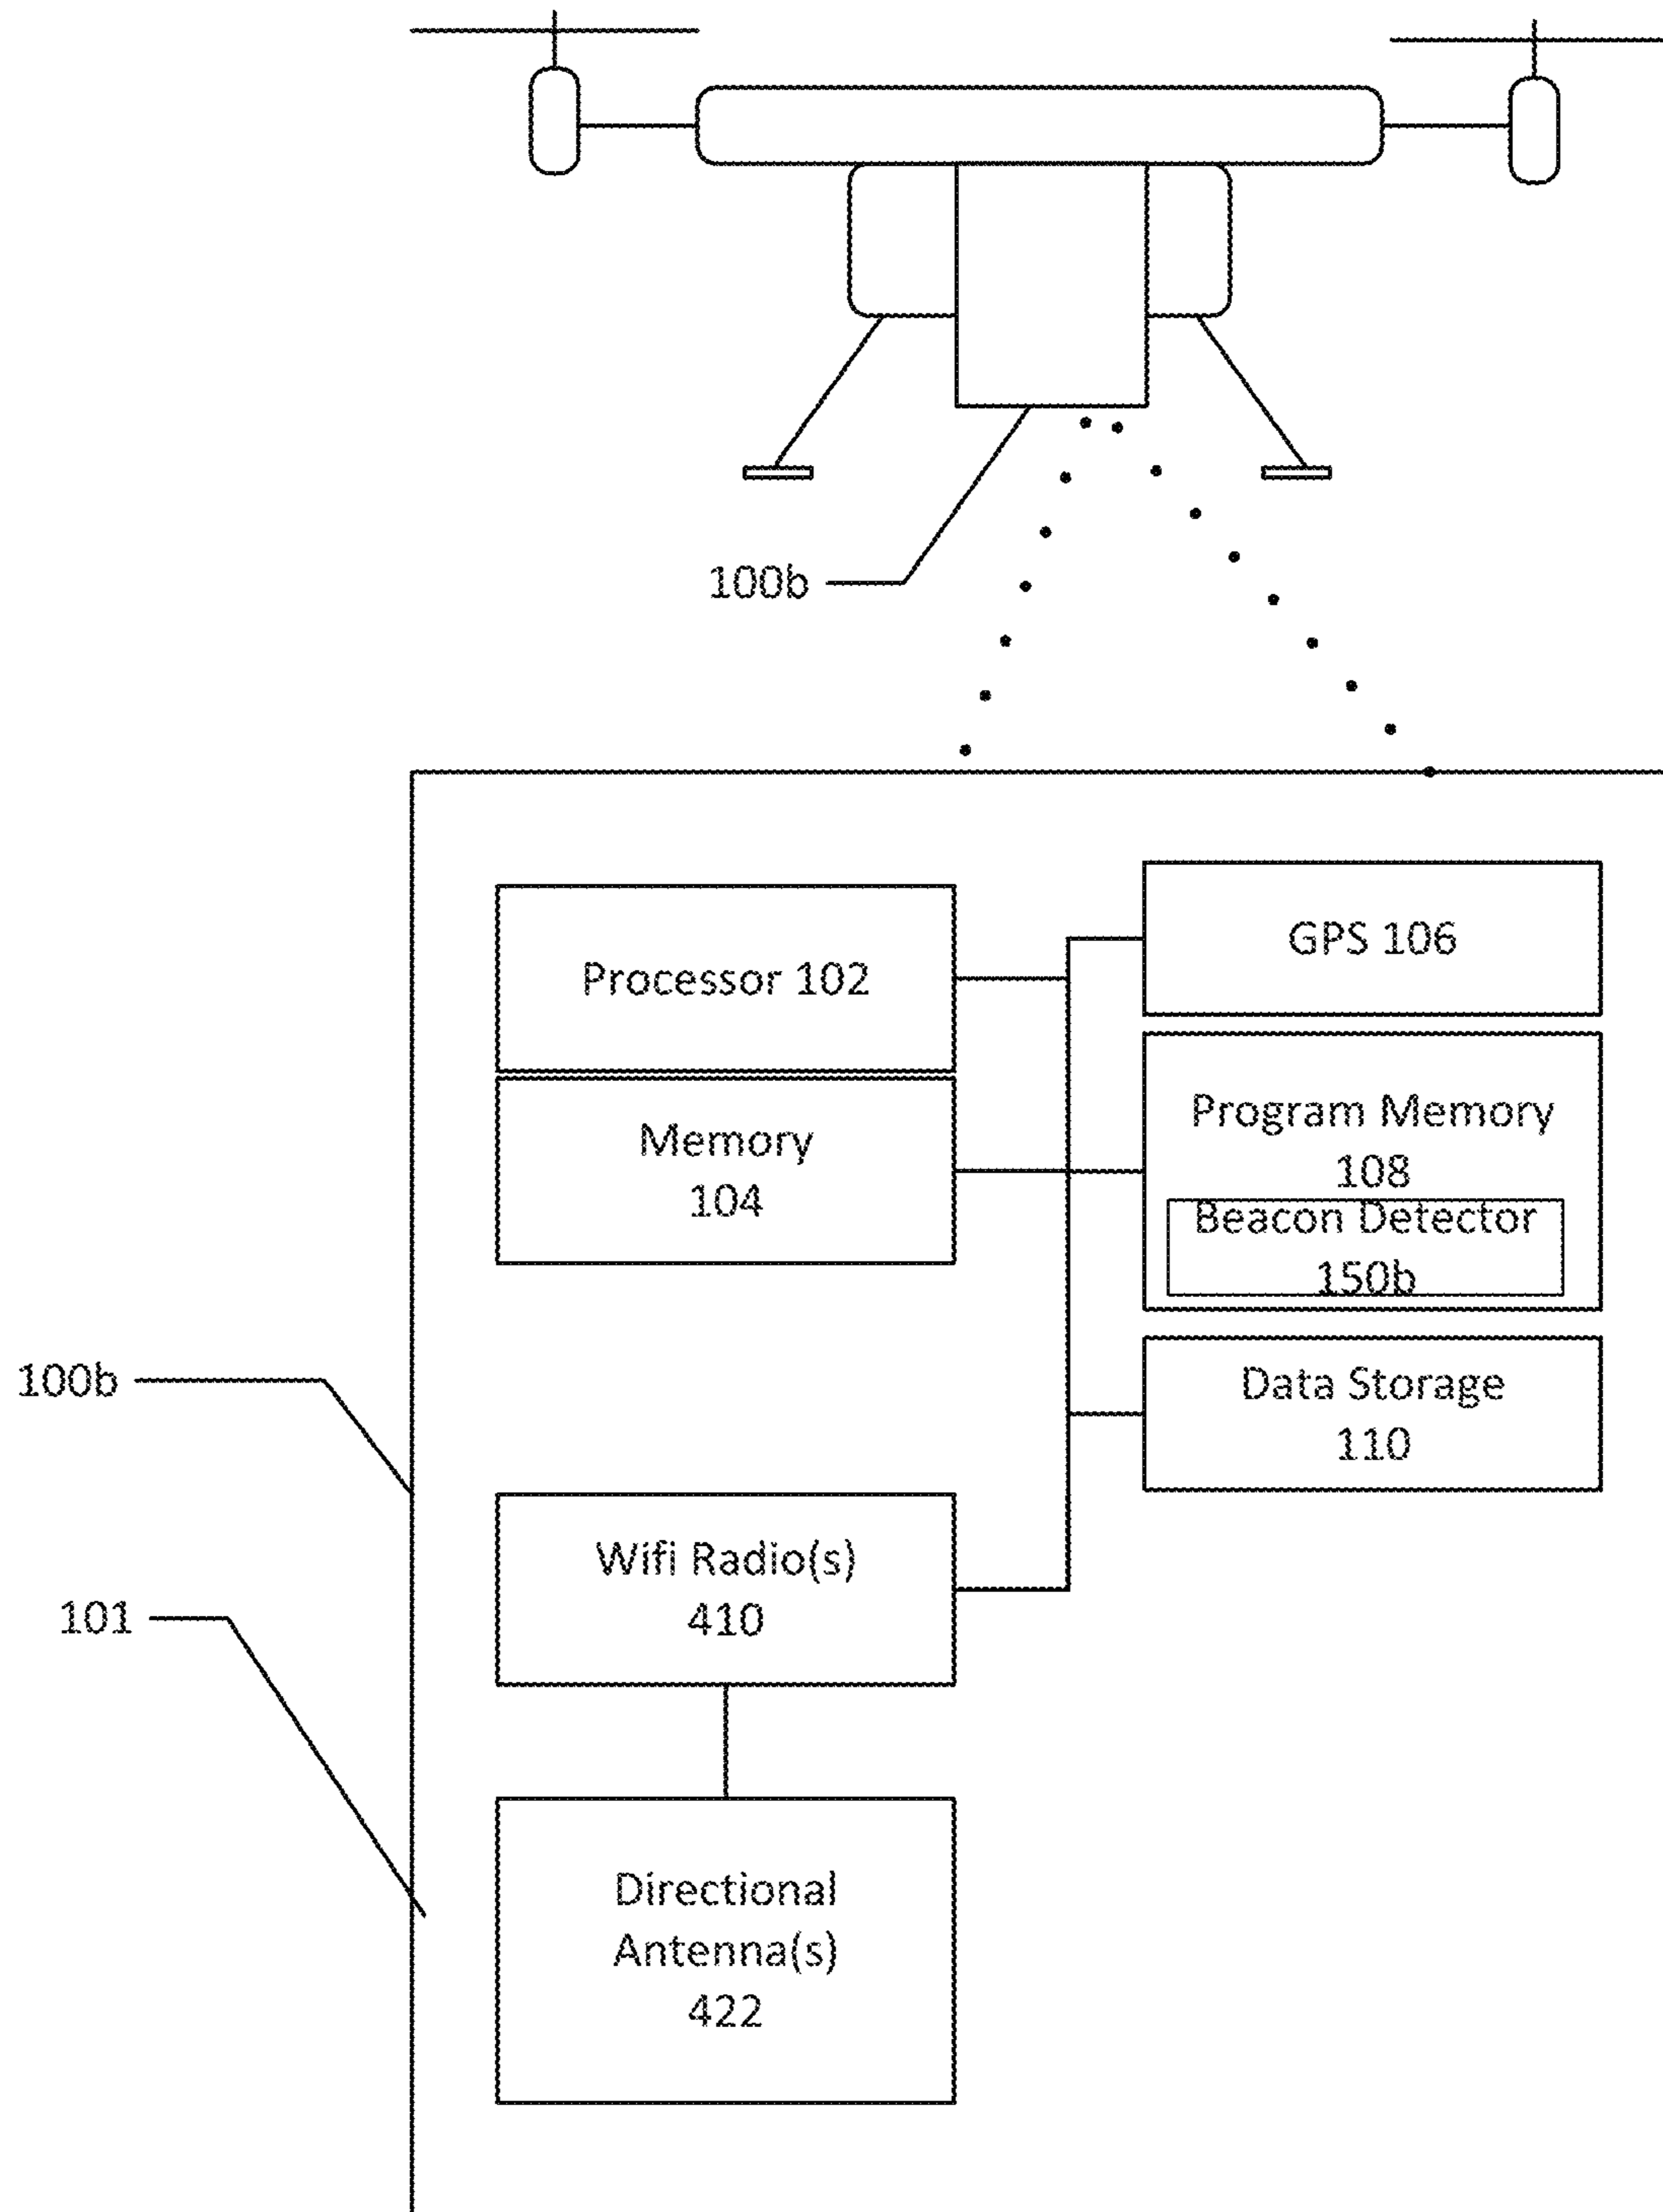 100b
Processor 102
GPS 106
Memory
104
Program Memory
108
Beacon Detector
150b
100b
Data Storage
110
Wifi Radio(s)
410
101
Directional
Antenna(s)
422